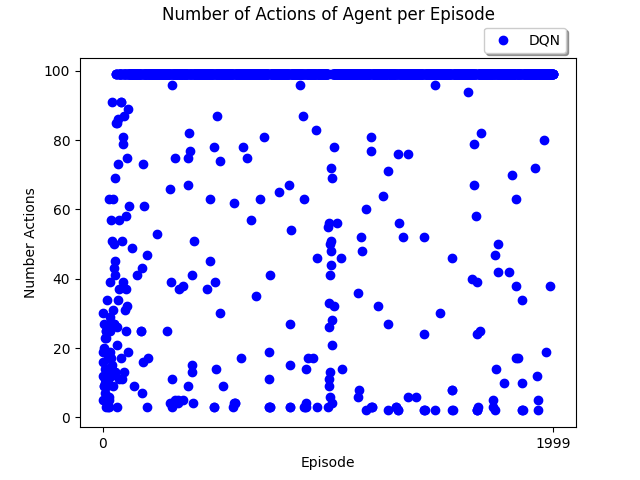 Number of Actions of Agent per Episode
DQN
100
80
60
40
20
0
Number Actions
0
1999
Episode